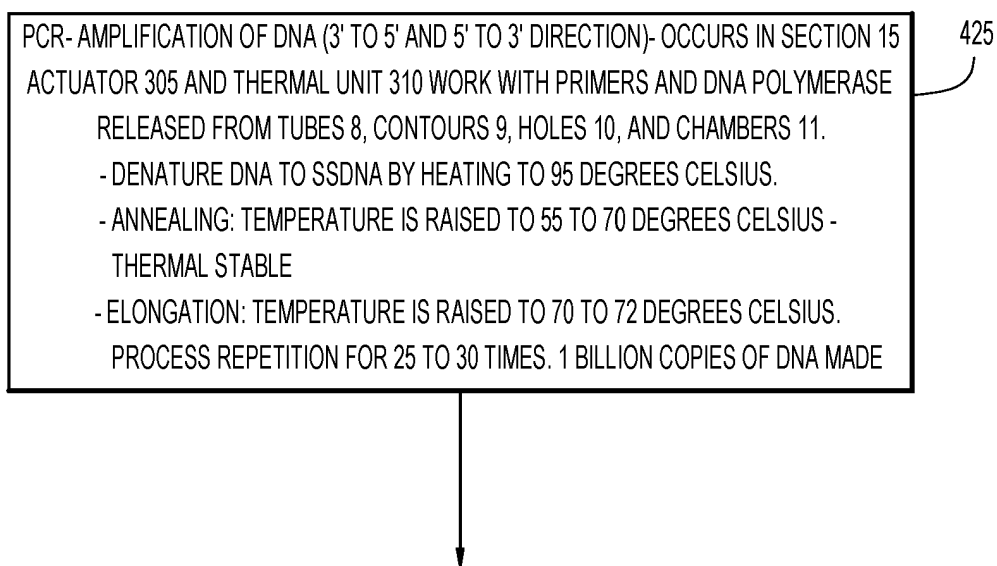 PCR- AMPLIFICATION OF DNA (3' TO 5' AND 5' TO 3' DIRECTION)- OCCURS IN SECTION 15
ACTUATOR 305 AND THERMAL UNIT 310 WORK WITH PRIMERS AND DNA POLYMERASE
RELEASED FROM TUBES 8, CONTOURS 9, HOLES 10, AND CHAMBERS 11.
- DENATURE DNA TO SSDNA BY HEATING TO 95 DEGREES CELSIUS.
- ANNEALING: TEMPERATURE IS RAISED TO 55 TO 70 DEGREES CELSIUS -
THERMAL STABLE
- ELONGATION: TEMPERATURE IS RAISED TO 70 TO 72 DEGREES CELSIUS.
PROCESS REPETITION FOR 25 TO 30 TIMES. 1 BILLION COPIES OF DNA MADE
425